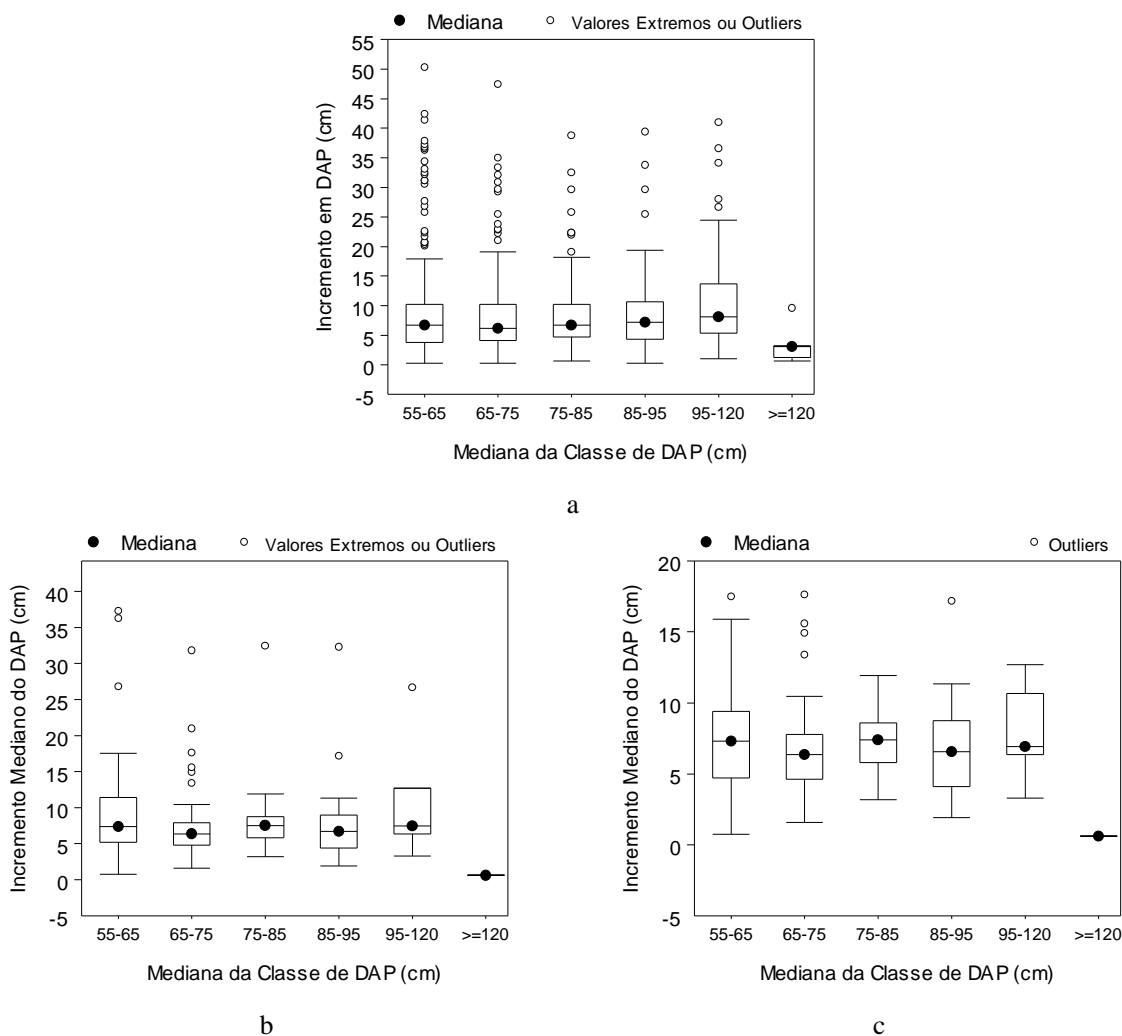 Mediana Valores Extremos ou Outliers
55
50
45
40
35
30
25
20
15
10
5
0
-5
Incremento em DAP (cm)
55-65 65-75 75-85 85-95 95-120 >=120
Mediana da Classe de DAP (cm)
a
Mediana Valores Extremos ou Outliers
40
35
30
25
20
15
10
5
0
-5
Incremento Mediano do DAP (cm)
55-65 65-75 75-85 85-95 95-120 >=120
Mediana da Classe de DAP (cm)
b
Mediana Outliers
20
15
10
5
0
-5
Incremento Mediano do DAP (cm)
55-65 65-75 75-85 85-95 95-120 >=120
Mediana da Classe de DAP (cm)
c